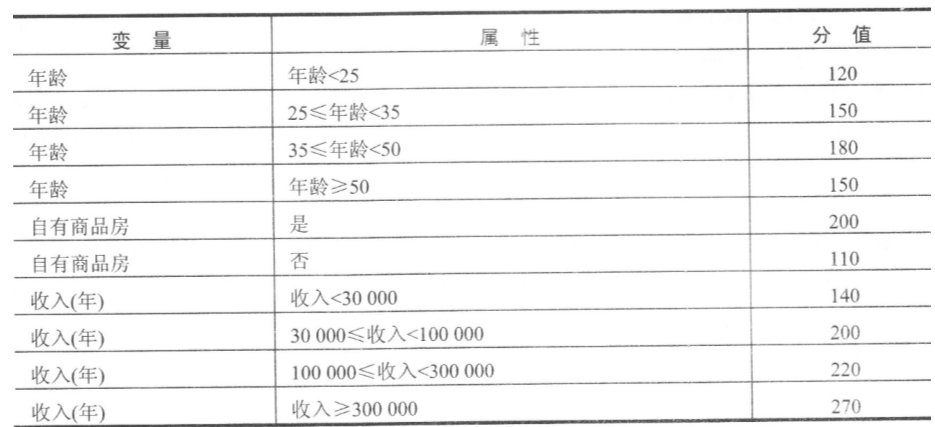 变 量 属 性 分 值
年龄 年龄<25 120
年龄 25≤年龄<35 150
年龄 35≤年龄<50 180
年龄 年龄≥50 150
自有商品房 是 200
自有商品房 否 110
收入(年) 收入<30 000 140
收入(年) 30 000≤收入<100 000 200
收入(年) 100 000≤收入<300 000 220
收入(年) 收入≥300 000 270